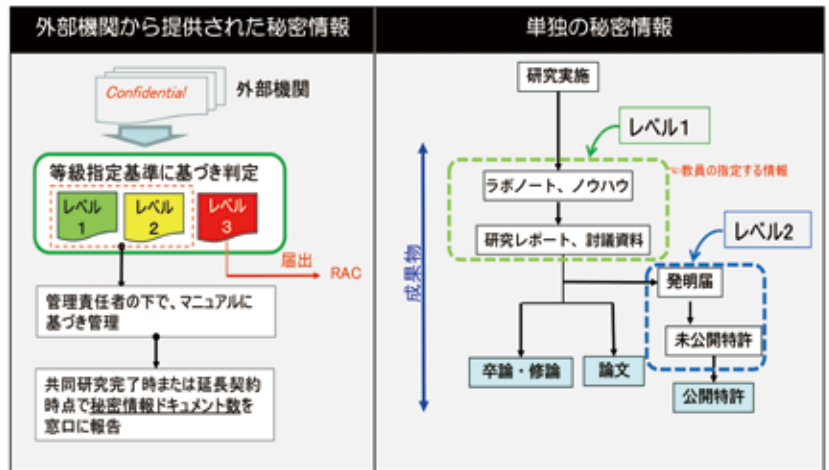 外部機関から提供された秘密情報
Confidential
外部機関
等級指定基準に基づき判定
レベル
1
レベル
2
レベル
3
届出
RAC
管理責任者の下で、マニュアルに
基づき管理
共同研究完了時または延長契約
時点で秘密情報ドキュメント数を
窓口に報告
単独の秘密情報
研究実施
レベル1
教員の指定する情報
ラボノート、ノウハウ
研究レポート、討議資料
レベル2
成果物
発明届
未公開特許
卒論・修論
論文
公開特許